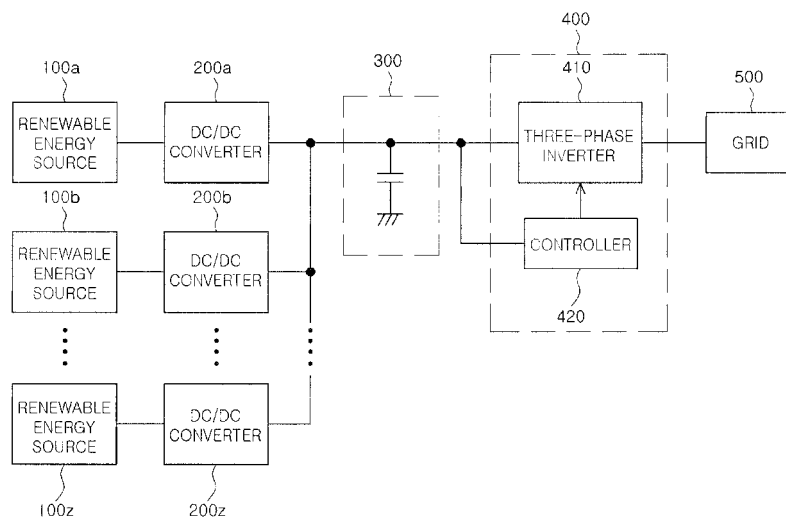 400
100a
200a
300
410
500
RENEWABLE
ENERGY
SOURCE
DC/DC
CONVERTER
THREE-PHASE
INVERTER
GRID
100b
200b
RENEWABLE
ENERGY
SOURCE
DC/DC
CONVERTER
CONTROLLER
420
RENEWABLE
ENERGY
SOURCE
DC/DC
CONVERTER
100z
200z